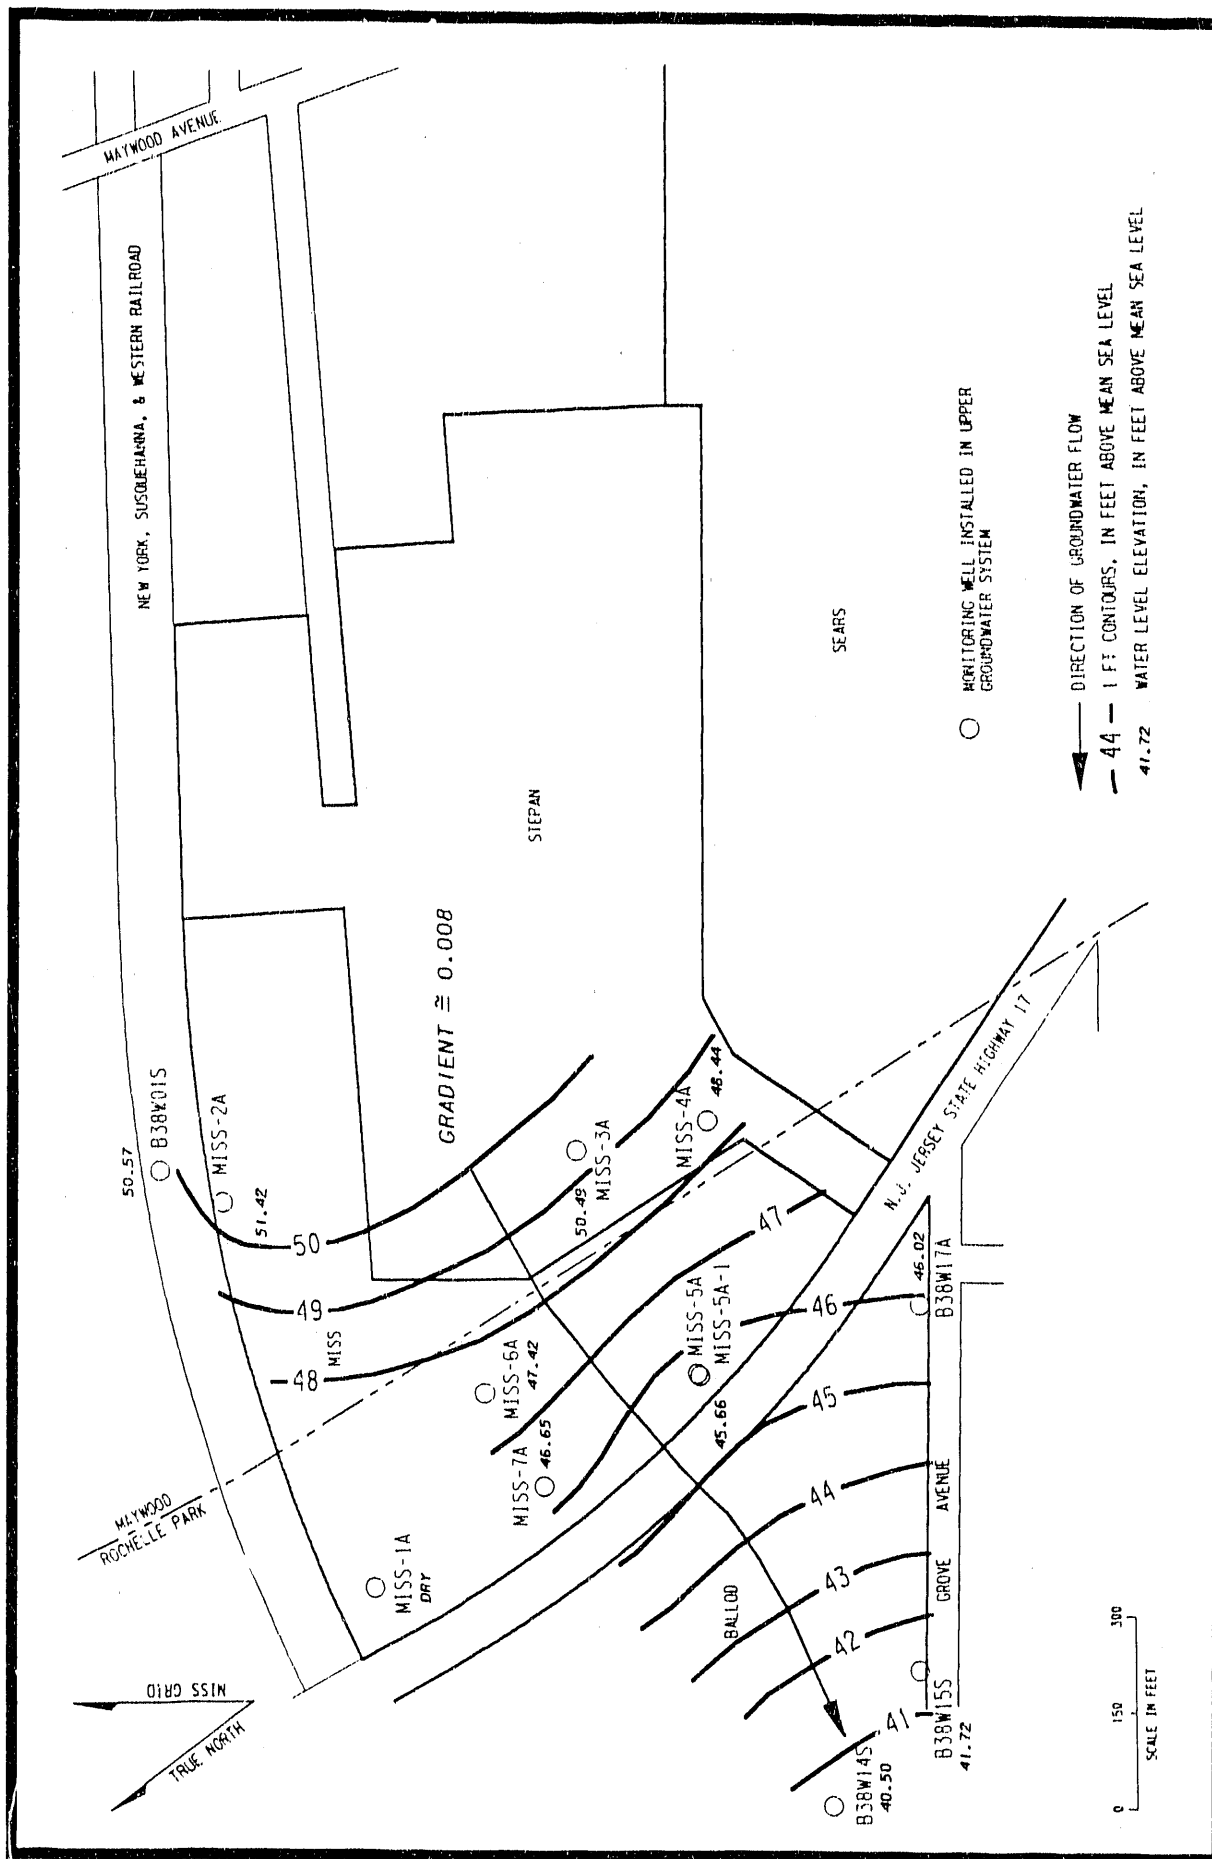 MAYWOOD AVENUE
NEW YORK, SUSQUEHANNA, & WESTERN RAILROAD
50.57
B38W01S
MISS-2A
51.42
GRADIENT ≅ 0.008
STEPAN
SEARS
50
49
48
47
46
45
44
43
42
41
MISS
MISS-3A
50.49
MISS-4A
48.44
MISS-6A
47.42
MISS-7A
46.65
MISS-5A
MISS-5A-1
45.66
MISS-1A
DRY
MAYWOOD
ROCHELLE PARK
N.J. JERSEY STATE HIGHWAY 17
46.02
B38W17A
BALLOD
GROVE AVENUE
B38W15S
41.72
B38W14S
40.50
MISS GRID
TRUE NORTH
0 150 300
SCALE IN FEET
MONITORING WELL INSTALLED IN UPPER
GROUNDWATER SYSTEM
DIRECTION OF GROUNDWATER FLOW
44 1 FT CONTOURS, IN FEET ABOVE MEAN SEA LEVEL
41.72 WATER LEVEL ELEVATION, IN FEET ABOVE MEAN SEA LEVEL